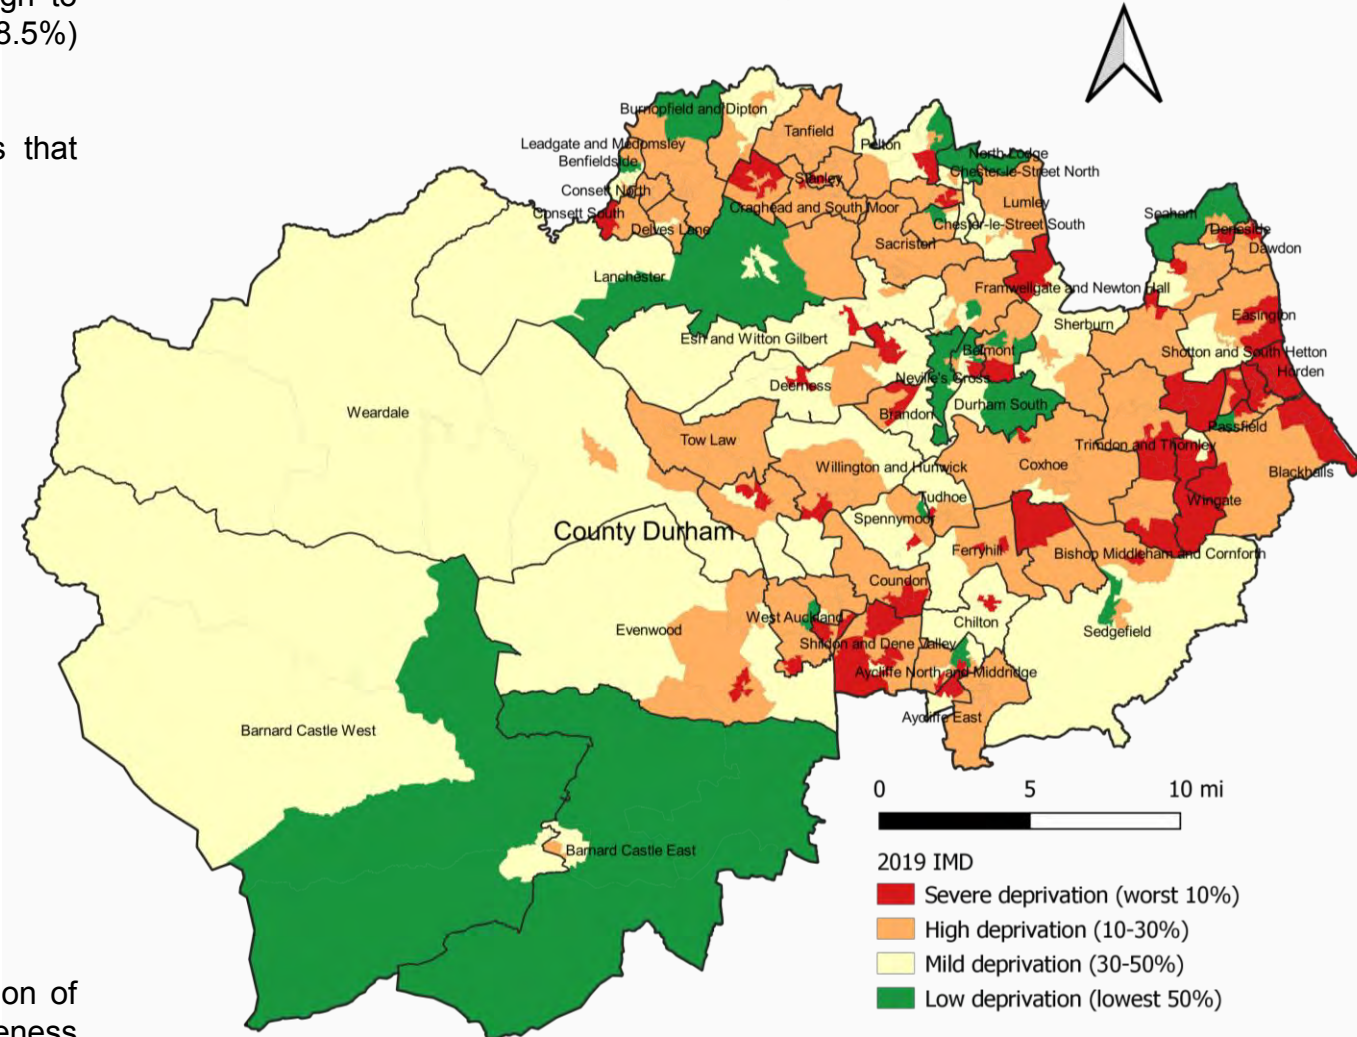 gh to
8.5%)
s that
on of
eness
Burnopfield and Dipton
Tanfield
Leadgate and Medomsley
Pelton
North Lodge
Benfieldside
Chester-le-Street North
Stanley
Consett North
Lumley
Craghead and South Moor
Consett South
Seaham
Delves Lane
Chester-le-Street South
Deneside
Sacriston
Dawdon
Lanchester
Framwellgate and Newton Hall
Easington
Sherburn
Esh and Witton Gilbert
Belmont
Shotton and South Hetton
Horden
Neville's Cross
Deerness
Durham South
Weardale
Brandon
Passfield
Tow Law
Trimdon and Thornley
Willington and Hunwick
Coxhoe
Blackhalls
Tudhoe
Wingate
Spennymoor
County Durham
Ferryhill
Bishop Middleham and Cornforth
Coundon
West Auckland
Chilton
Evenwood
Sedgefield
Shildon and Dene Valley
Aycliffe North and Middridge
Aycliffe East
Barnard Castle West
Barnard Castle East
0 5 10 mi
2019 IMD
Severe deprivation (worst 10%)
High deprivation (10-30%)
Mild deprivation (30-50%)
Low deprivation (lowest 50%)